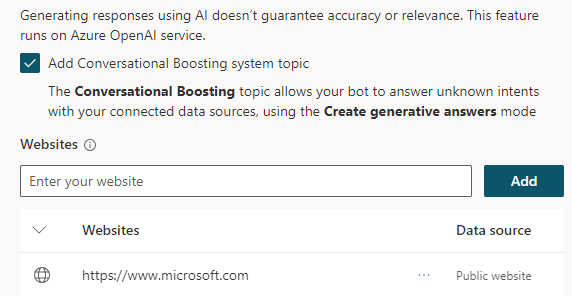 Generating responses using AI doesn’t guarantee accuracy or relevance. This feature
runs on Azure OpenAI service.
Add Conversational Boosting system topic
The Conversational Boosting topic allows your bot to answer unknown intents
with your connected data sources, using the Create generative answers mode
Websites
Enter your website
Add
Websites Data source
https://www.microsoft.com ··· Public website